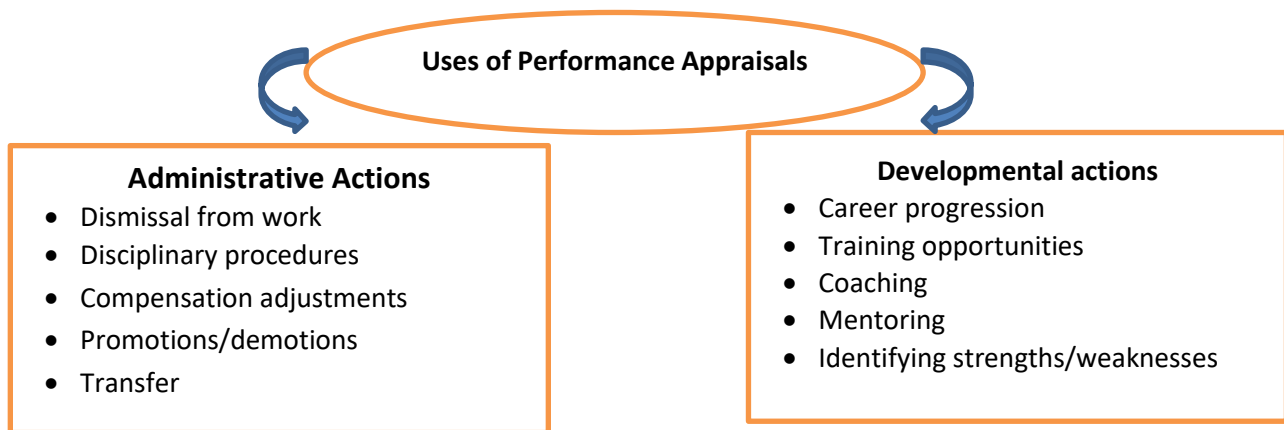 Uses of Performance Appraisals
Administrative Actions
• Dismissal from work
• Disciplinary procedures
• Compensation adjustments
• Promotions/demotions
• Transfer
Developmental actions
• Career progression
• Training opportunities
• Coaching
• Mentoring
• Identifying strengths/weaknesses